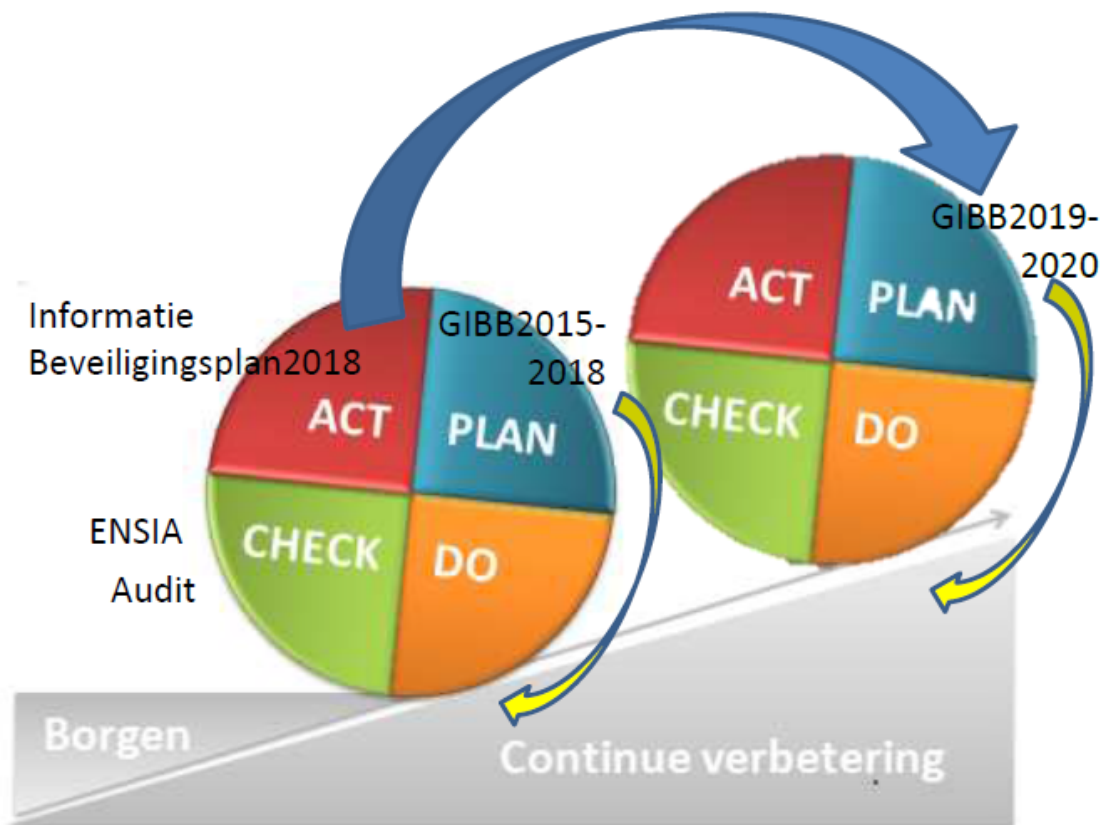 GIBB2019-
2020
ACT
PLAN
CHECK
DO
Informatie
Beveiligingsplan2018
GIBB2015-
2018
ACT
PLAN
CHECK
DO
ENSIA
Audit
Borgen
Continue verbetering